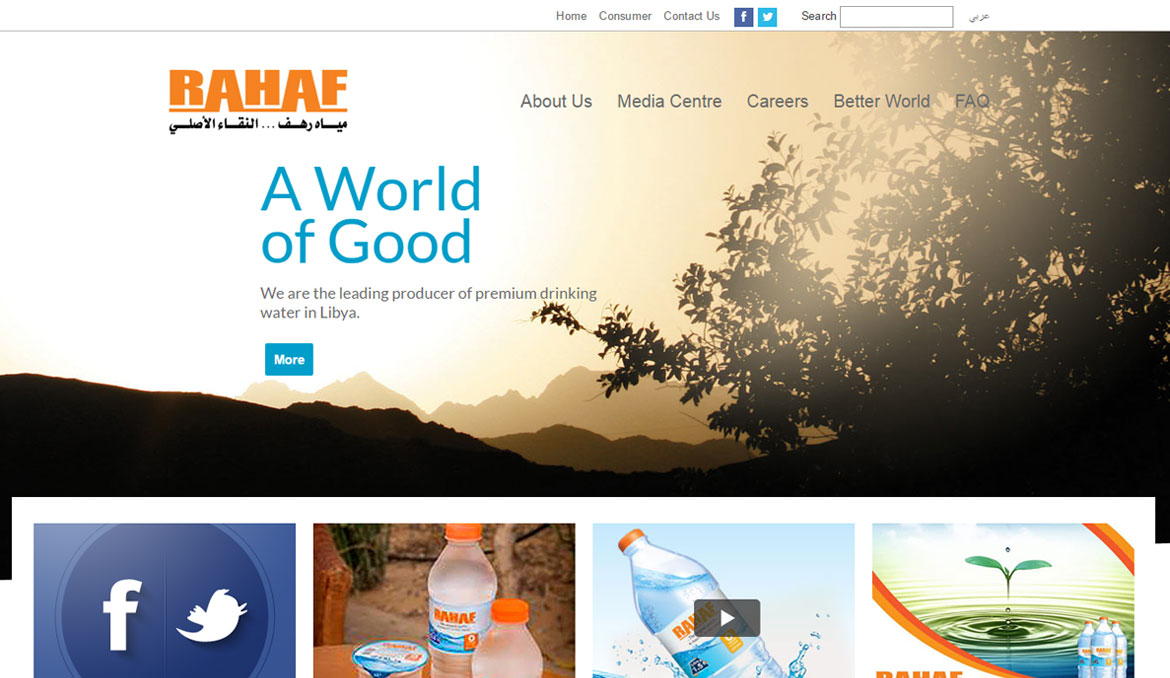 Home Consumer Contact Us f Search عربي
RAHAF
مياه رهف ... النقاء الأصلي
About Us Media Centre Careers Better World FAQ
A World
of Good
We are the leading producer of premium drinking
water in Libya.
More
f
RAHAF
RAHAF
RAHAF